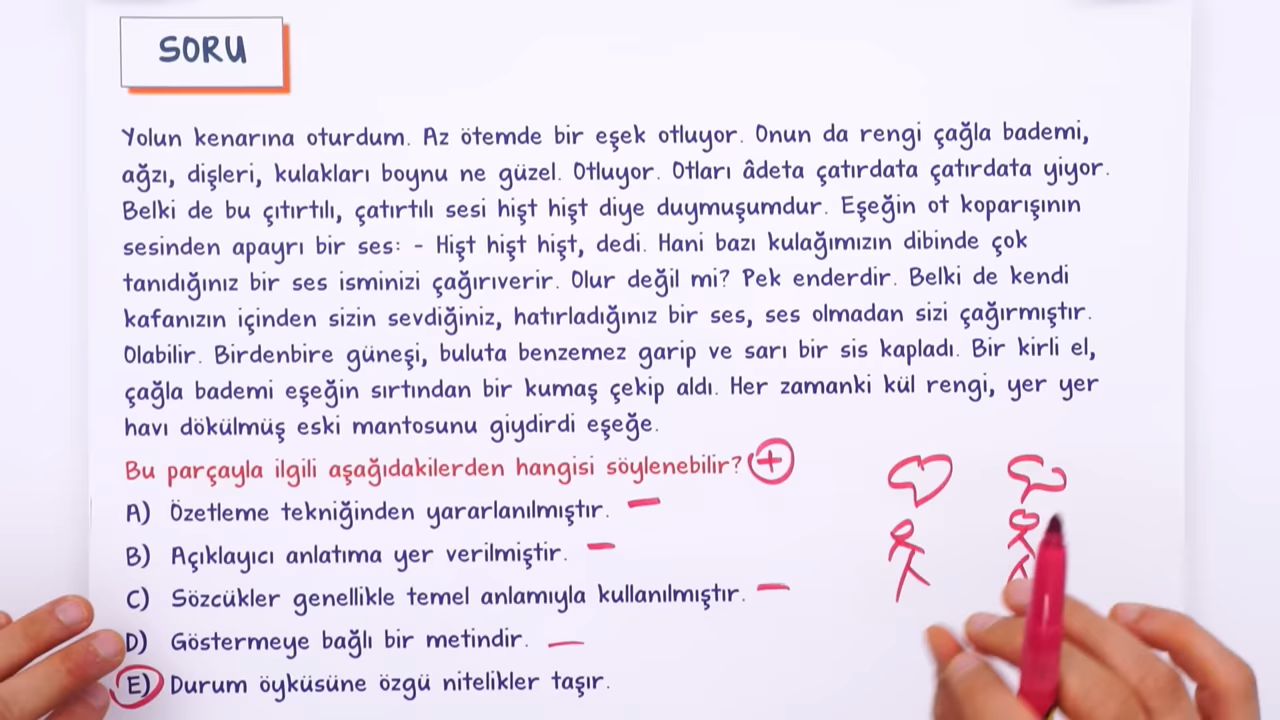 SORU
Yolun kenarına oturdum. Az ötemde bir eşek otluyor. Onun da rengi çağla bademi,
ağzı, dişleri, kulakları boynu ne güzel. Otluyor. Otları âdeta çatırdata çatırdata yiyor.
Belki de bu çıtırtılı, çatırtılı sesi hişt hişt diye duymuşumdur. Eşeğin ot koparışının
sesinden apayrı bir ses: - Hişt hişt hişt, dedi. Hani bazı kulağımızın dibinde çok
tanıdığınız bir ses isminizi çağırıverir. Olur değil mi? Pek enderdir. Belki de kendi
kafanızın içinden sizin sevdiğiniz, hatırladığınız bir ses, ses olmadan sizi çağırmıştır.
Olabilir. Birdenbire güneşi, buluta benzemez garip ve sarı bir sis kapladı. Bir kirli el,
çağla bademi eşeğin sırtından bir kumaş çekip aldı. Her zamanki kül rengi, yer yer
havı dökülmüş eski mantosunu giydirdi eşeğe.
Bu parçayla ilgili aşağıdakilerden hangisi söylenebilir? +
A) Özetleme tekniğinden yararlanılmıştır.
B) Açıklayıcı anlatıma yer verilmiştir.
C) Sözcükler genellikle temel anlamıyla kullanılmıştır.
D) Göstermeye bağlı bir metindir.
E) Durum öyküsüne özgü nitelikler taşır.